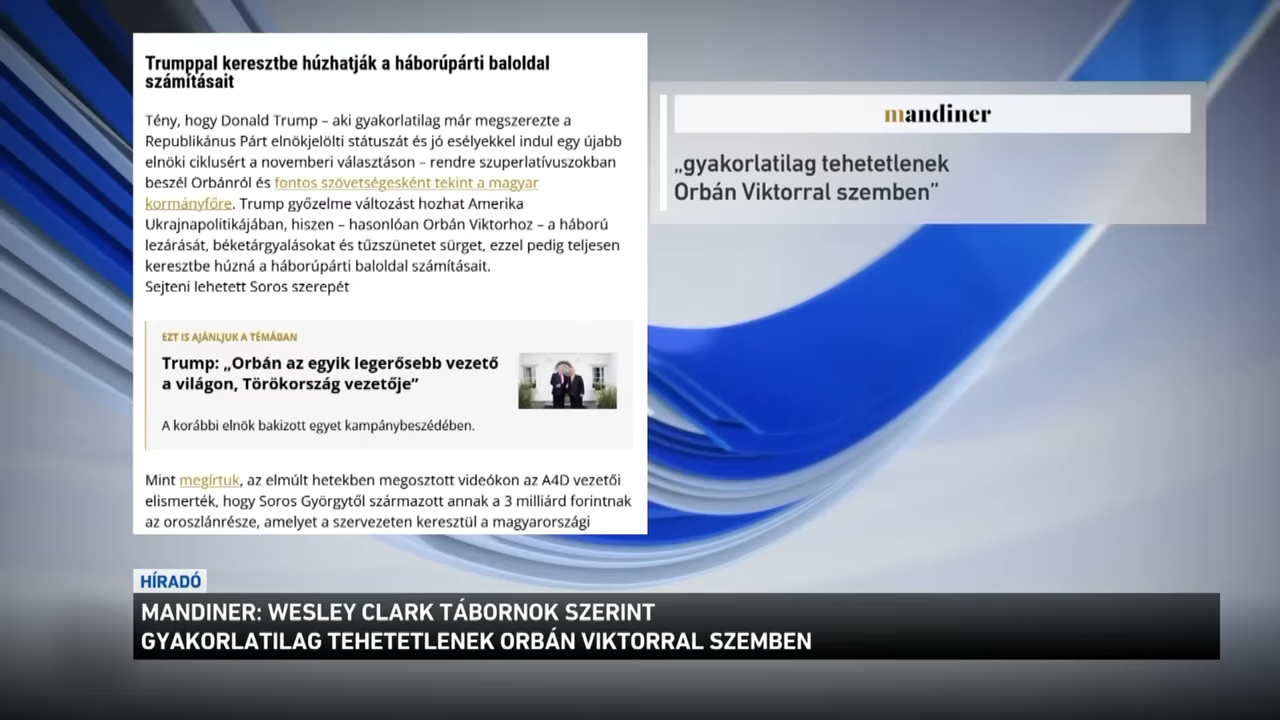 Trumppal keresztbe húzhatják a háborúpárti baloldal
számításait
Tény, hogy Donald Trump – aki gyakorlatilag már megszerezte a
Republikánus Párt elnökjelölti státuszát és jó esélyekkel indul egy újabb
elnöki ciklusért a novemberi választáson – rendre szuperlatívuszokban
beszél Orbánról és fontos szövetségesként tekint a magyar
kormányfőre. Trump győzelme változást hozhat Amerika
Ukrajnapolitikájában, hiszen – hasonlóan Orbán Viktorhoz – a háború
lezárását, béketárgyalásokat és tűzszünetet sürget, ezzel pedig teljesen
keresztbe húzná a háborúpárti baloldal számításait.
Sejteni lehetett Soros szerepét
EZT IS AJÁNLJUK A TÉMÁBAN
Trump: „Orbán az egyik legerősebb vezető
a világon, Törökország vezetője”
A korábbi elnök bakizott egyet kampánybeszédében.
Mint megírtuk, az elmúlt hetekben megosztott videókon az A4D vezetői
elismerték, hogy Soros Györgytől származott annak a 3 milliárd forintnak
az oroszlánrésze, amelyet a szervezeten keresztül a magyarországi
mandiner
„gyakorlatilag tehetetlenek
Orbán Viktorral szemben”
HÍRADÓ
MANDINER: WESLEY CLARK TÁBORNOK SZERINT
GYAKORLATILAG TEHETETLENEK ORBÁN VIKTORRAL SZEMBEN